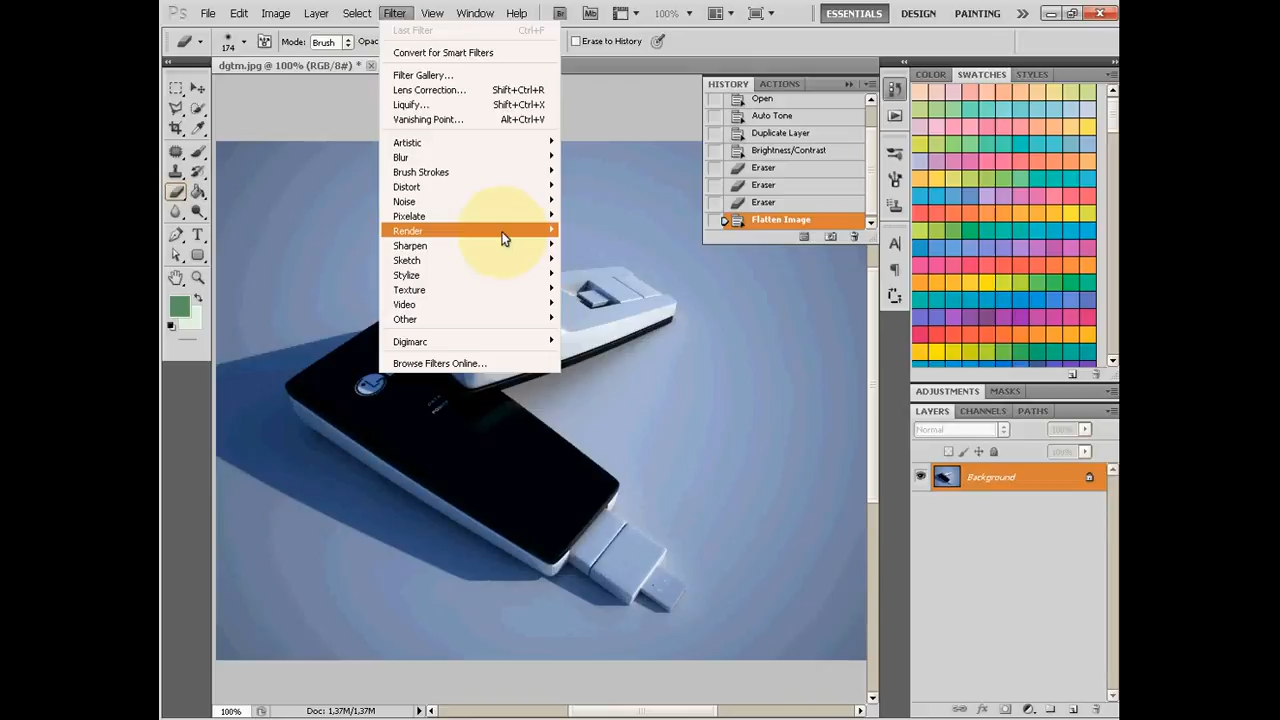 Ps File Edit Image Layer Select Filter View Window Help Br Mb 100% ESSENTIALS DESIGN PAINTING
174 Mode: Brush Opac Erase to History
dgtm.jpg @ 100% (RGB/8#)
Last Filter Ctrl+F
Convert for Smart Filters
Filter Gallery...
Lens Correction... Shift+Ctrl+R
Liquify... Shift+Ctrl+X
Vanishing Point... Alt+Ctrl+V
Artistic
Blur
Brush Strokes
Distort
Noise
Pixelate
Render
Sharpen
Sketch
Stylize
Texture
Video
Other
Digimarc
Browse Filters Online...
HISTORY ACTIONS
Open
Auto Tone
Duplicate Layer
Brightness/Contrast
Eraser
Eraser
Eraser
Flatten Image
COLOR SWATCHES STYLES
ADJUSTMENTS MASKS
LAYERS CHANNELS PATHS
Normal 100%
100%
Background
100% Doc: 1,37M/1,37M